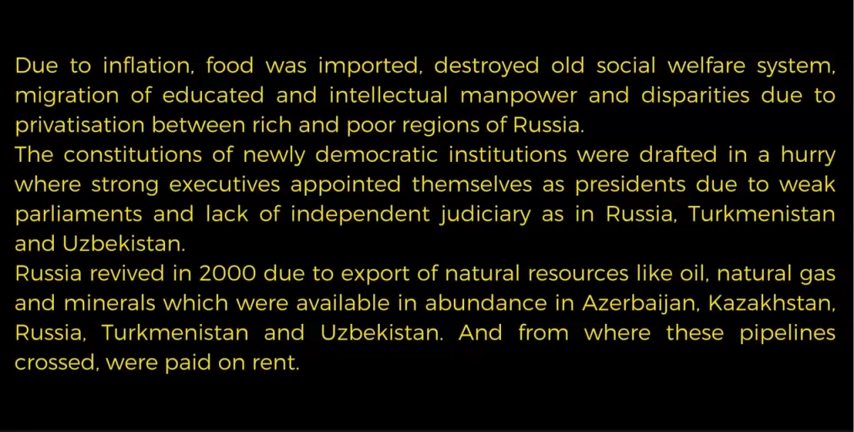 Due to inflation, food was imported, destroyed old social welfare system,
migration of educated and intellectual manpower and disparities due to
privatisation between rich and poor regions of Russia.
The constitutions of newly democratic institutions were drafted in a hurry
where strong executives appointed themselves as presidents due to weak
parliaments and lack of independent judiciary as in Russia, Turkmenistan
and Uzbekistan.
Russia revived in 2000 due to export of natural resources like oil, natural gas
and minerals which were available in abundance in Azerbaijan, Kazakhstan,
Russia, Turkmenistan and Uzbekistan. And from where these pipelines
crossed, were paid on rent.